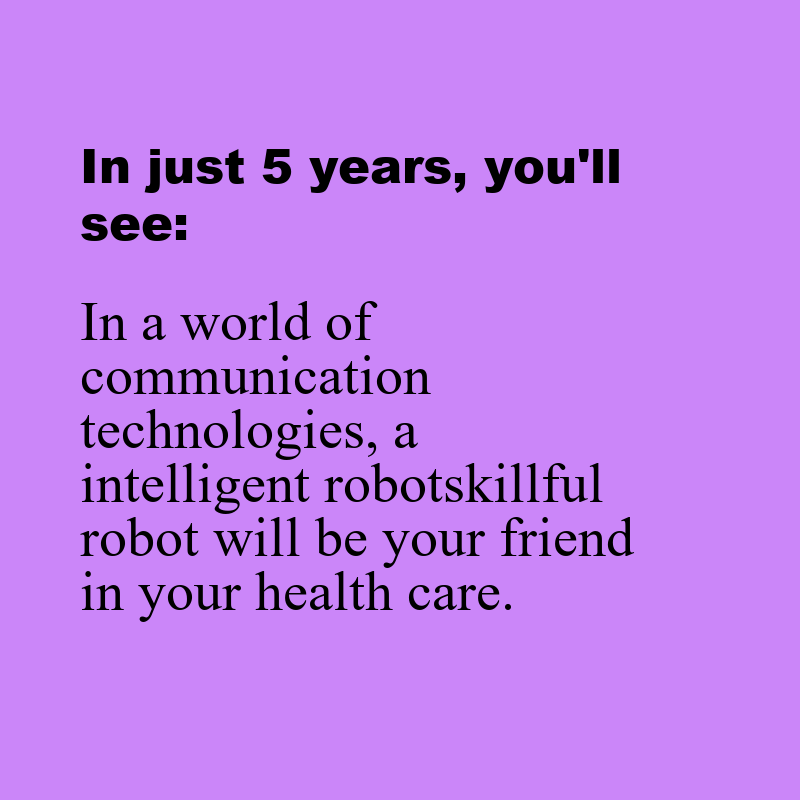 In just 5 years, you'll
see:
In a world of
communication
technologies, a
intelligent robotskillful
robot will be your friend
in your health care.